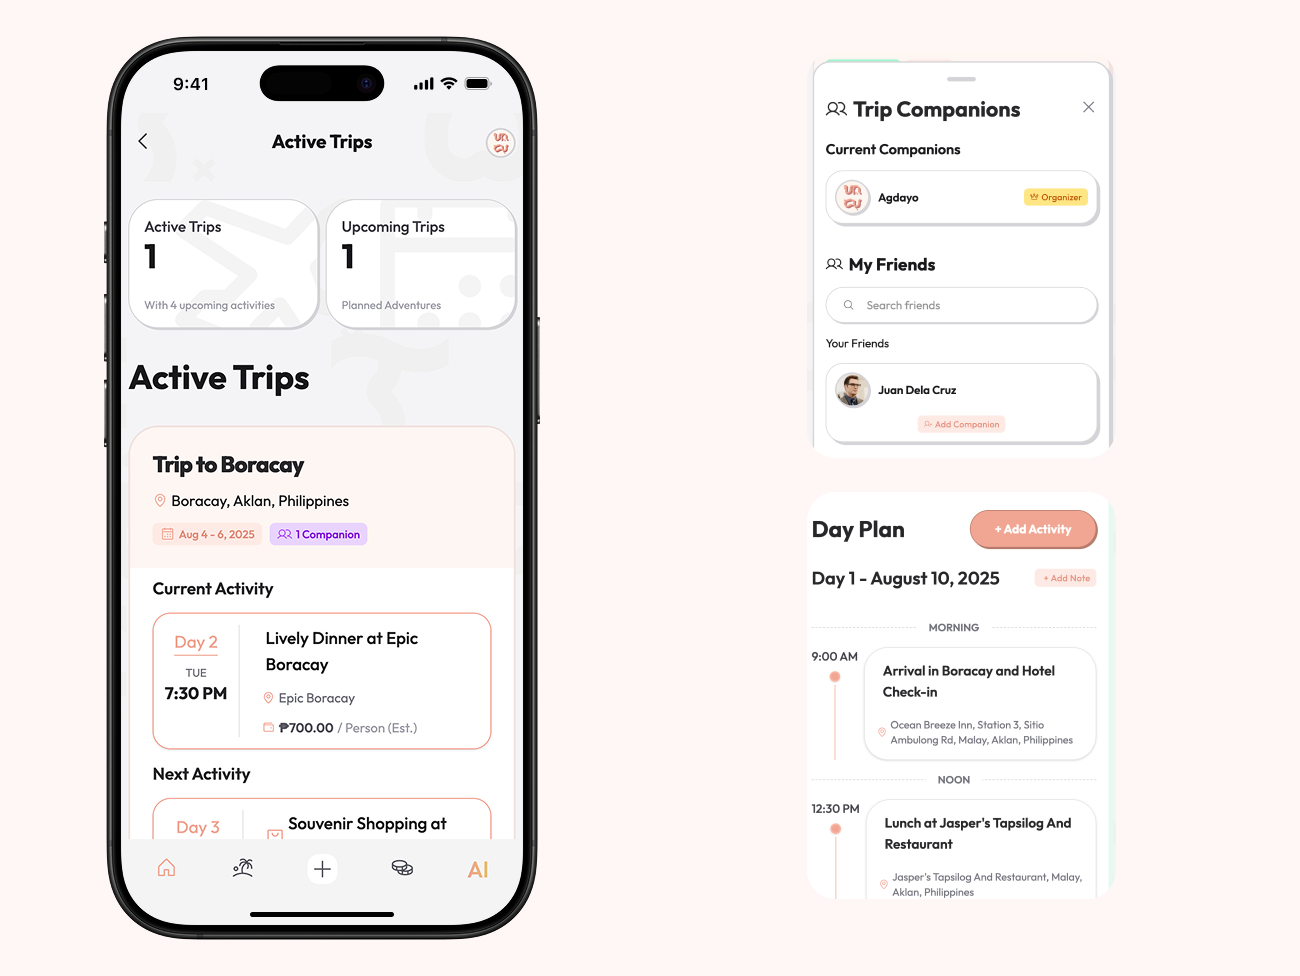 9:41
Active Trips
Active Trips
1
With 4 upcoming activities
Upcoming Trips
1
Planned Adventures
Active Trips
Trip to Boracay
Boracay, Aklan, Philippines
Aug 4 - 6, 2025
1 Companion
Current Activity
Day 2
TUE
7:30 PM
Lively Dinner at Epic
Boracay
Epic Boracay
₱700.00 / Person (Est.)
Next Activity
Day 3
Souvenir Shopping at
AI
Trip Companions
Current Companions
Agdayo
Organizer
My Friends
Search friends
Your Friends
Juan Dela Cruz
Add Companion
Day Plan
+ Add Activity
Day 1 - August 10, 2025
+ Add Note
MORNING
9:00 AM
Arrival in Boracay and Hotel
Check-in
Ocean Breeze Inn, Station 3, Sitio
Ambulong Rd, Malay, Aklan, Philippines
NOON
12:30 PM
Lunch at Jasper's Tapsilog And
Restaurant
Jasper's Tapsilog And Restaurant, Malay,
Aklan, Philippines